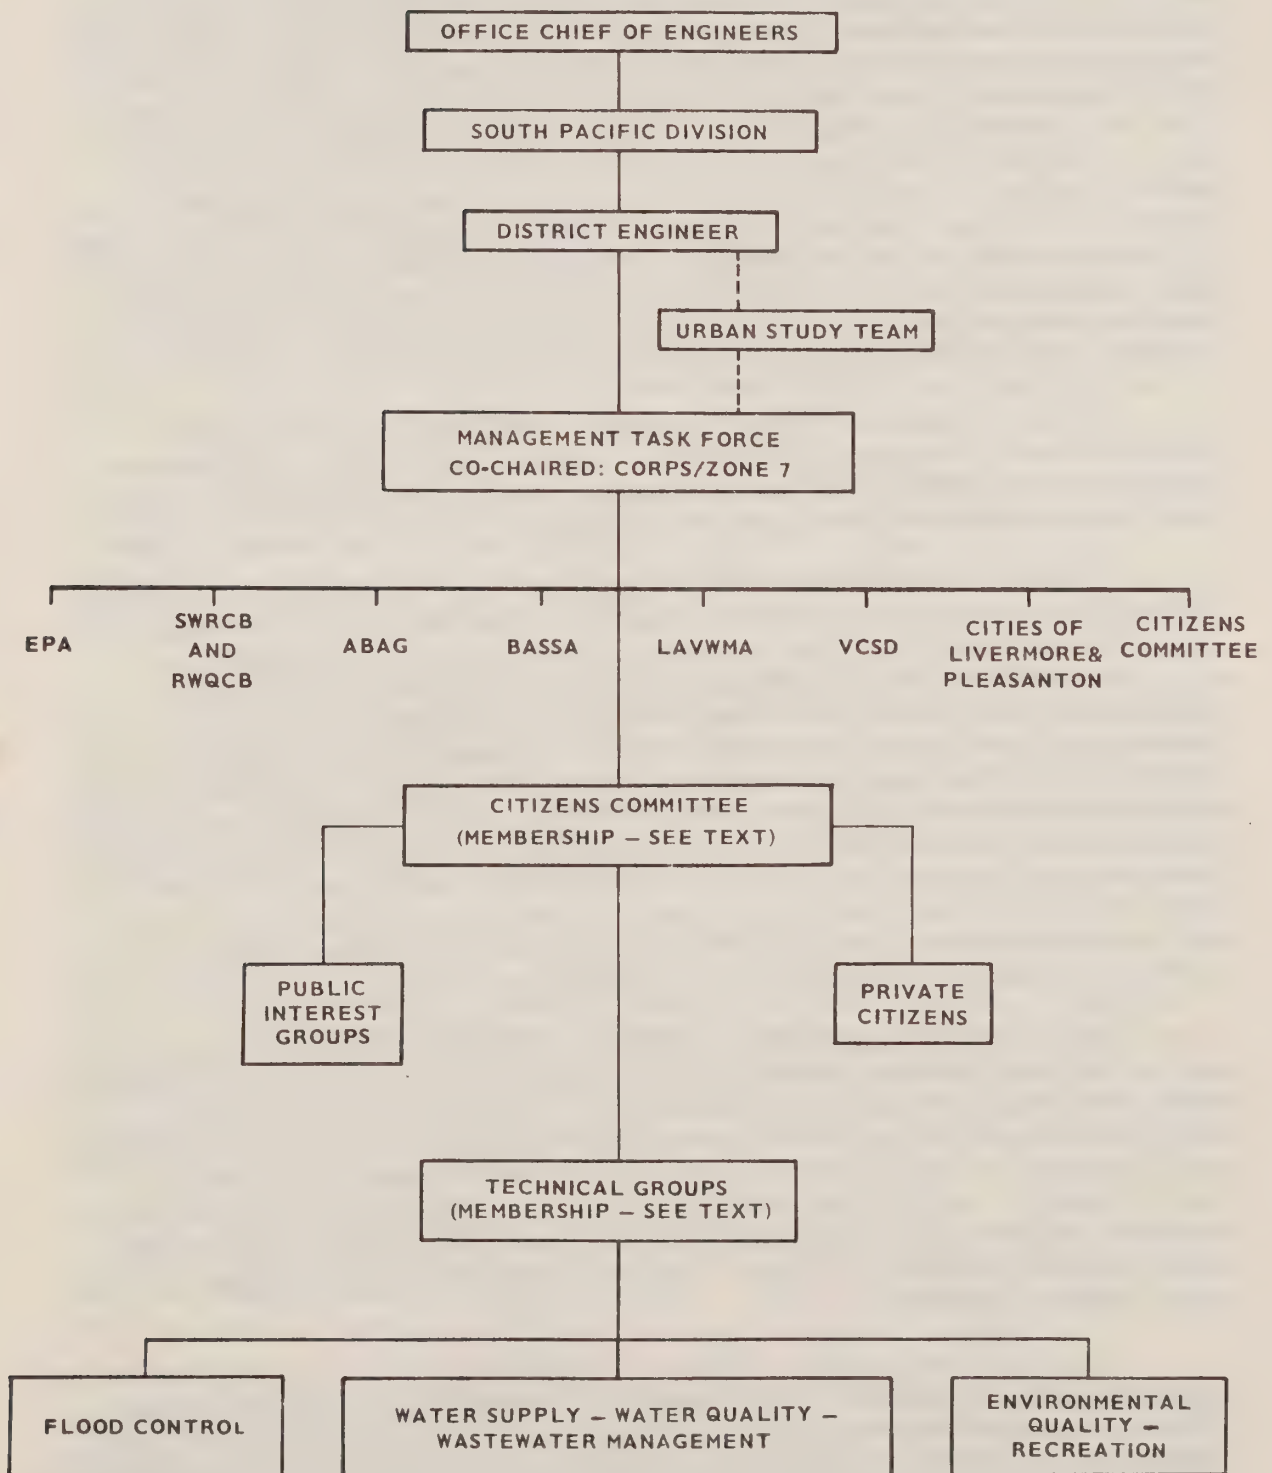 OFFICE CHIEF OF ENGINEERS
SOUTH PACIFIC DIVISION
DISTRICT ENGINEER
URBAN STUDY TEAM
MANAGEMENT TASK FORCE
CO-CHAIRED: CORPS/ZONE 7
EPA
SWRCB
AND
RWQCB
ABAG
BASSA
LAVWMA
VCSD
CITIES OF
LIVERMORE&
PLEASANTON
CITIZENS
COMMITTEE
CITIZENS COMMITTEE
(MEMBERSHIP – SEE TEXT)
PUBLIC
INTEREST
GROUPS
PRIVATE
CITIZENS
TECHNICAL GROUPS
(MEMBERSHIP – SEE TEXT)
FLOOD CONTROL
WATER SUPPLY – WATER QUALITY –
WASTEWATER MANAGEMENT
ENVIRONMENTAL
QUALITY –
RECREATION